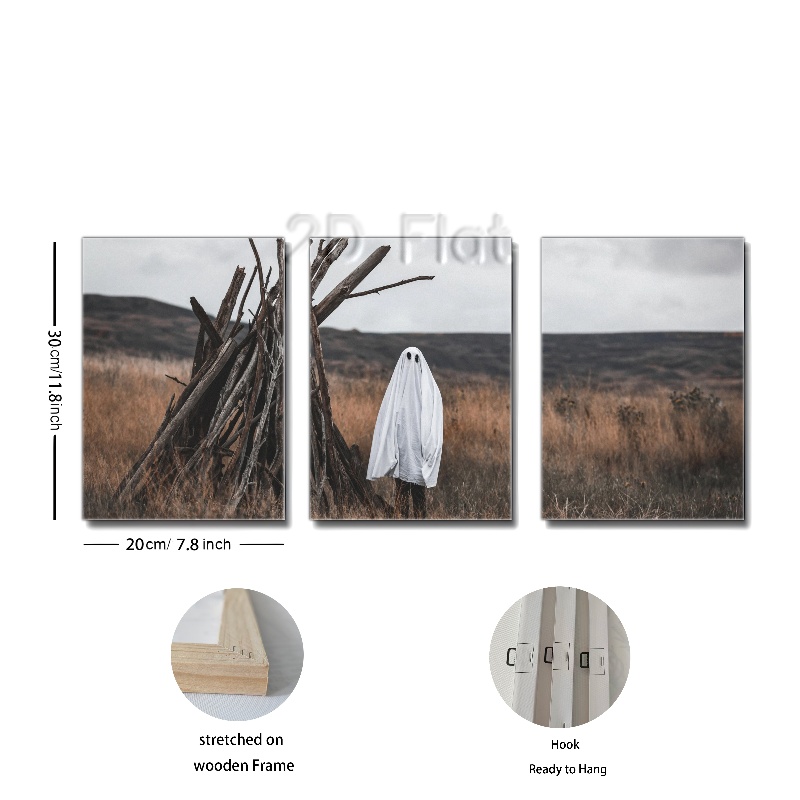 2D Flat
30cm/11.8inch
20cm/ 7.8 inch
stretched on
wooden Frame
Hook
Ready to Hang